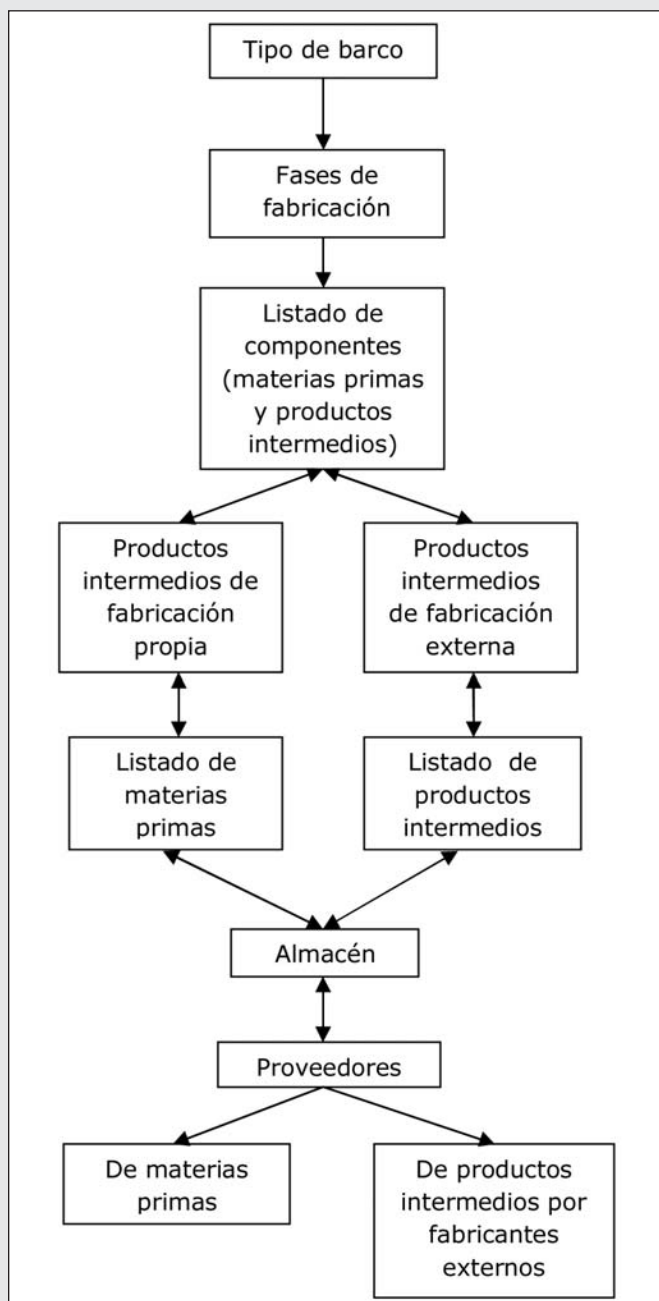 Tipo de barco
Fases de
fabricación
Listado de
componentes
(materias primas
y productos
intermedios)
Productos
intermedios de
fabricación
propia
Productos
intermedios
de fabricación
externa
Listado de
materias
primas
Listado de
productos
intermedios
Almacén
Proveedores
De materias
primas
De productos
intermedios por
fabricantes
externos